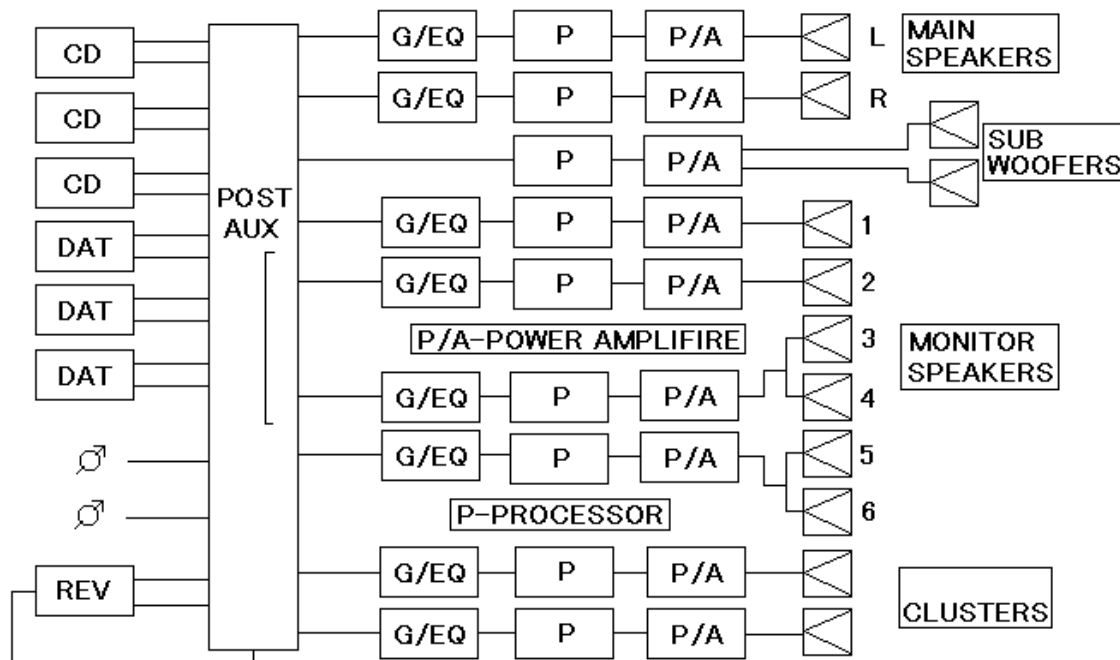 CD
CD
CD
DAT
DAT
DAT
REV
POST
AUX
G/EQ P P/A L
MAIN
SPEAKERS
G/EQ P P/A R
P P/A
SUB
WOOFERS
G/EQ P P/A 1
G/EQ P P/A 2
P/A-POWER AMPLIFIRE
3
G/EQ P P/A 4
MONITOR
SPEAKERS
G/EQ P P/A 5
6
P-PROCESSOR
G/EQ P P/A
G/EQ P P/A
CLUSTERS